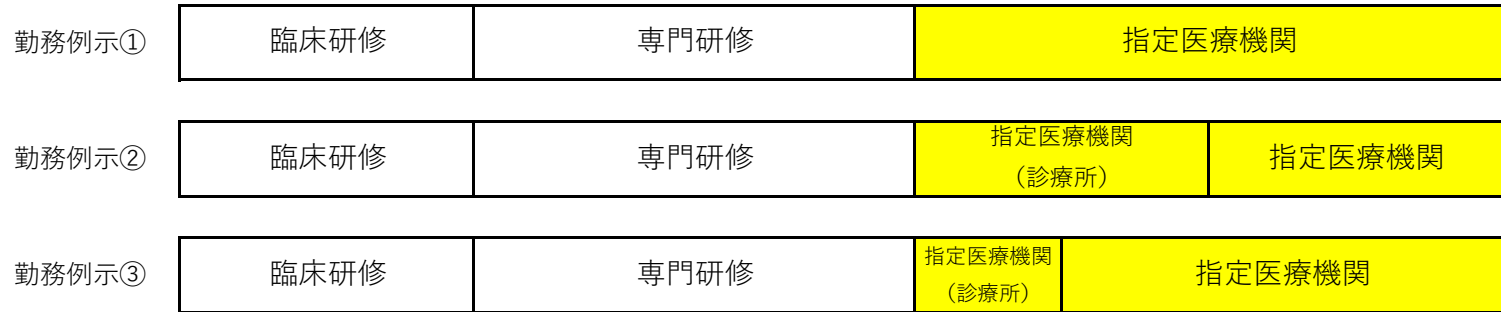 勤務例示① 臨床研修 専門研修 指定医療機関
勤務例示② 臨床研修 専門研修 指定医療機関
（診療所） 指定医療機関
勤務例示③ 臨床研修 専門研修 指定医療機関
（診療所） 指定医療機関